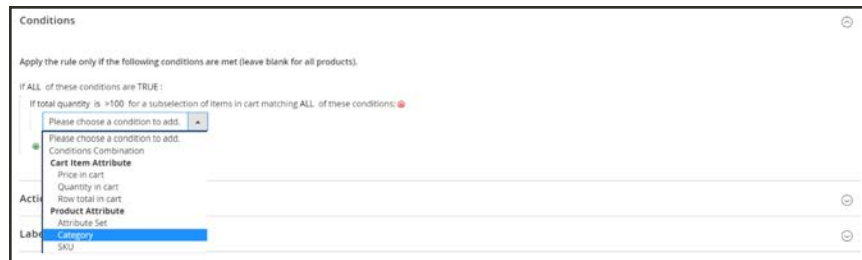 Conditions
Apply the rule only if the following conditions are met (leave blank for all products).
If ALL of these conditions are TRUE :
If total quantity is >100 for a subselection of items in cart matching ALL of these conditions:
Please choose a condition to add.
Please choose a condition to add.
Conditions Combination
Cart Item Attribute
Price in cart
Quantity in cart
Row total in cart
Acti
Product Attribute
Attribute Set
Labe
Category
SKU